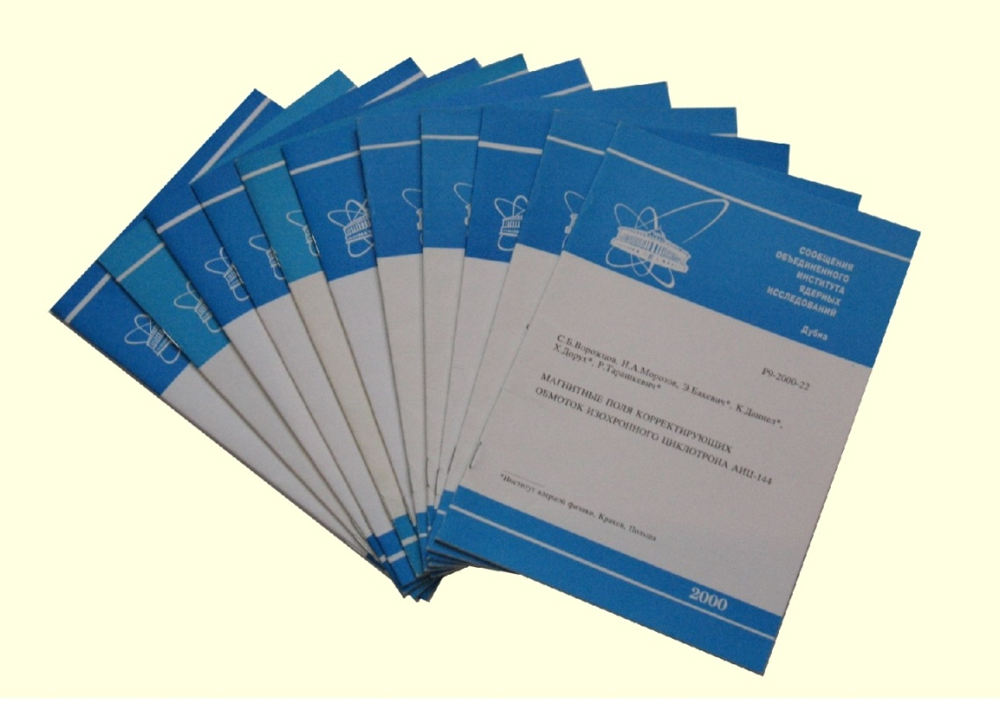 СООБЩЕНИЯ
ОБЪЕДИНЕННОГО
ИНСТИТУТА
ЯДЕРНЫХ
ИССЛЕДОВАНИЙ
Дубна
P9-2000-22
С.Б.Ворожцов, Н.А.Морозов, Э.Бакевич*, К.Даниел*,
Х.Дорух*, Р.Тарашкевич*
МАГНИТНЫЕ ПОЛЯ КОРРЕКТИРУЮЩИХ
ОБМОТОК ИЗОХРОННОГО ЦИКЛОТРОНА АИЦ-144
*Институт ядерной физики, Краков, Польша
2000